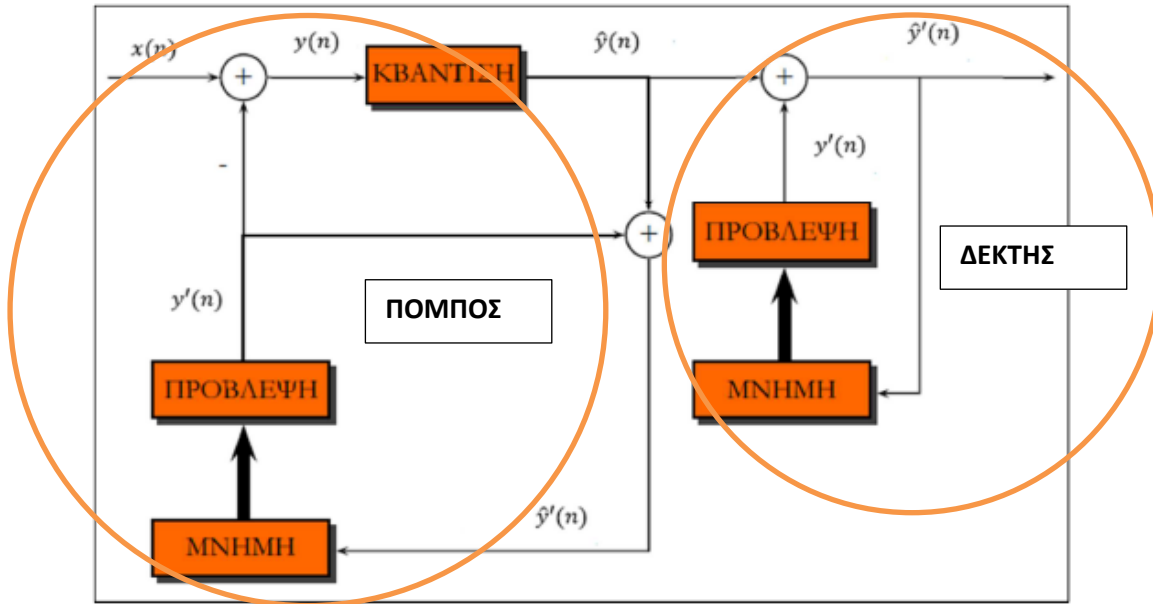 x(n)
y(n)
ŷ(n)
ŷ′(n)
+
ΚΒΑΝΤΙΣΗ
+
-
y′(n)
+
ΠΡΟΒΛΕΨΗ
ΔΕΚΤΗΣ
y′(n)
ΠΟΜΠΟΣ
ΠΡΟΒΛΕΨΗ
ΜΝΗΜΗ
ŷ′(n)
ΜΝΗΜΗ